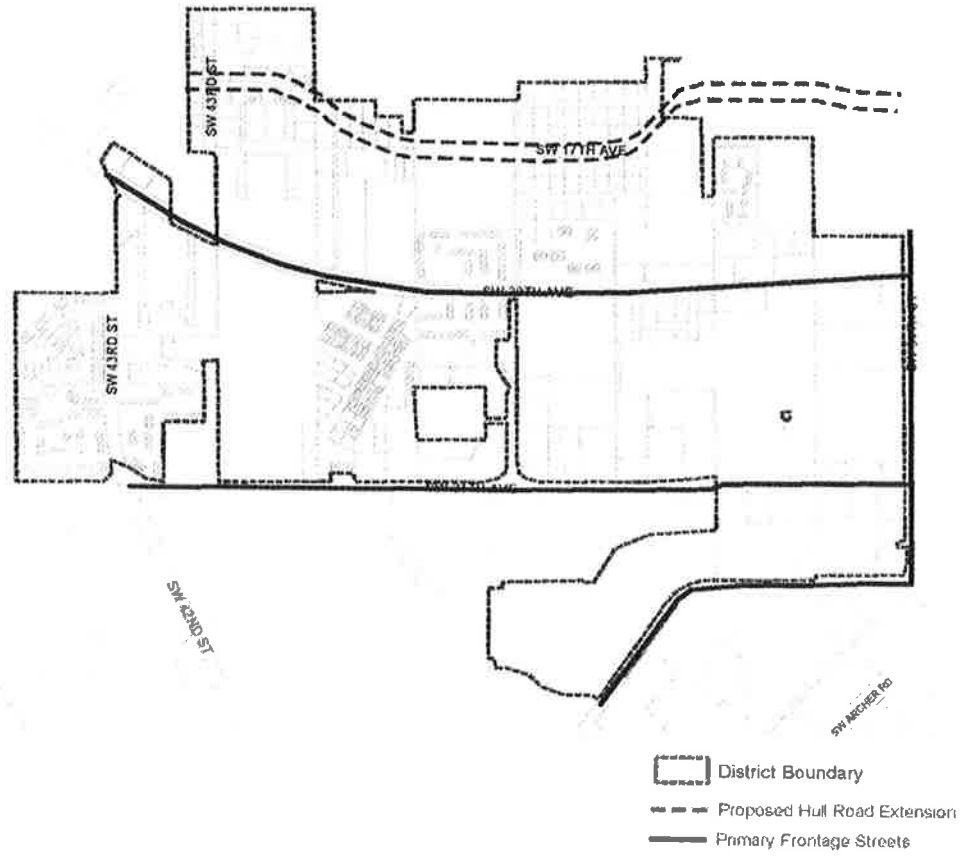 SW 43RD ST
SW 17TH AVE
SW 20TH AVE
SW 43RD ST
SW 42ND ST
SW ARCHER RD
District Boundary
Proposed Hull Road Extension
Primary Frontage Streets